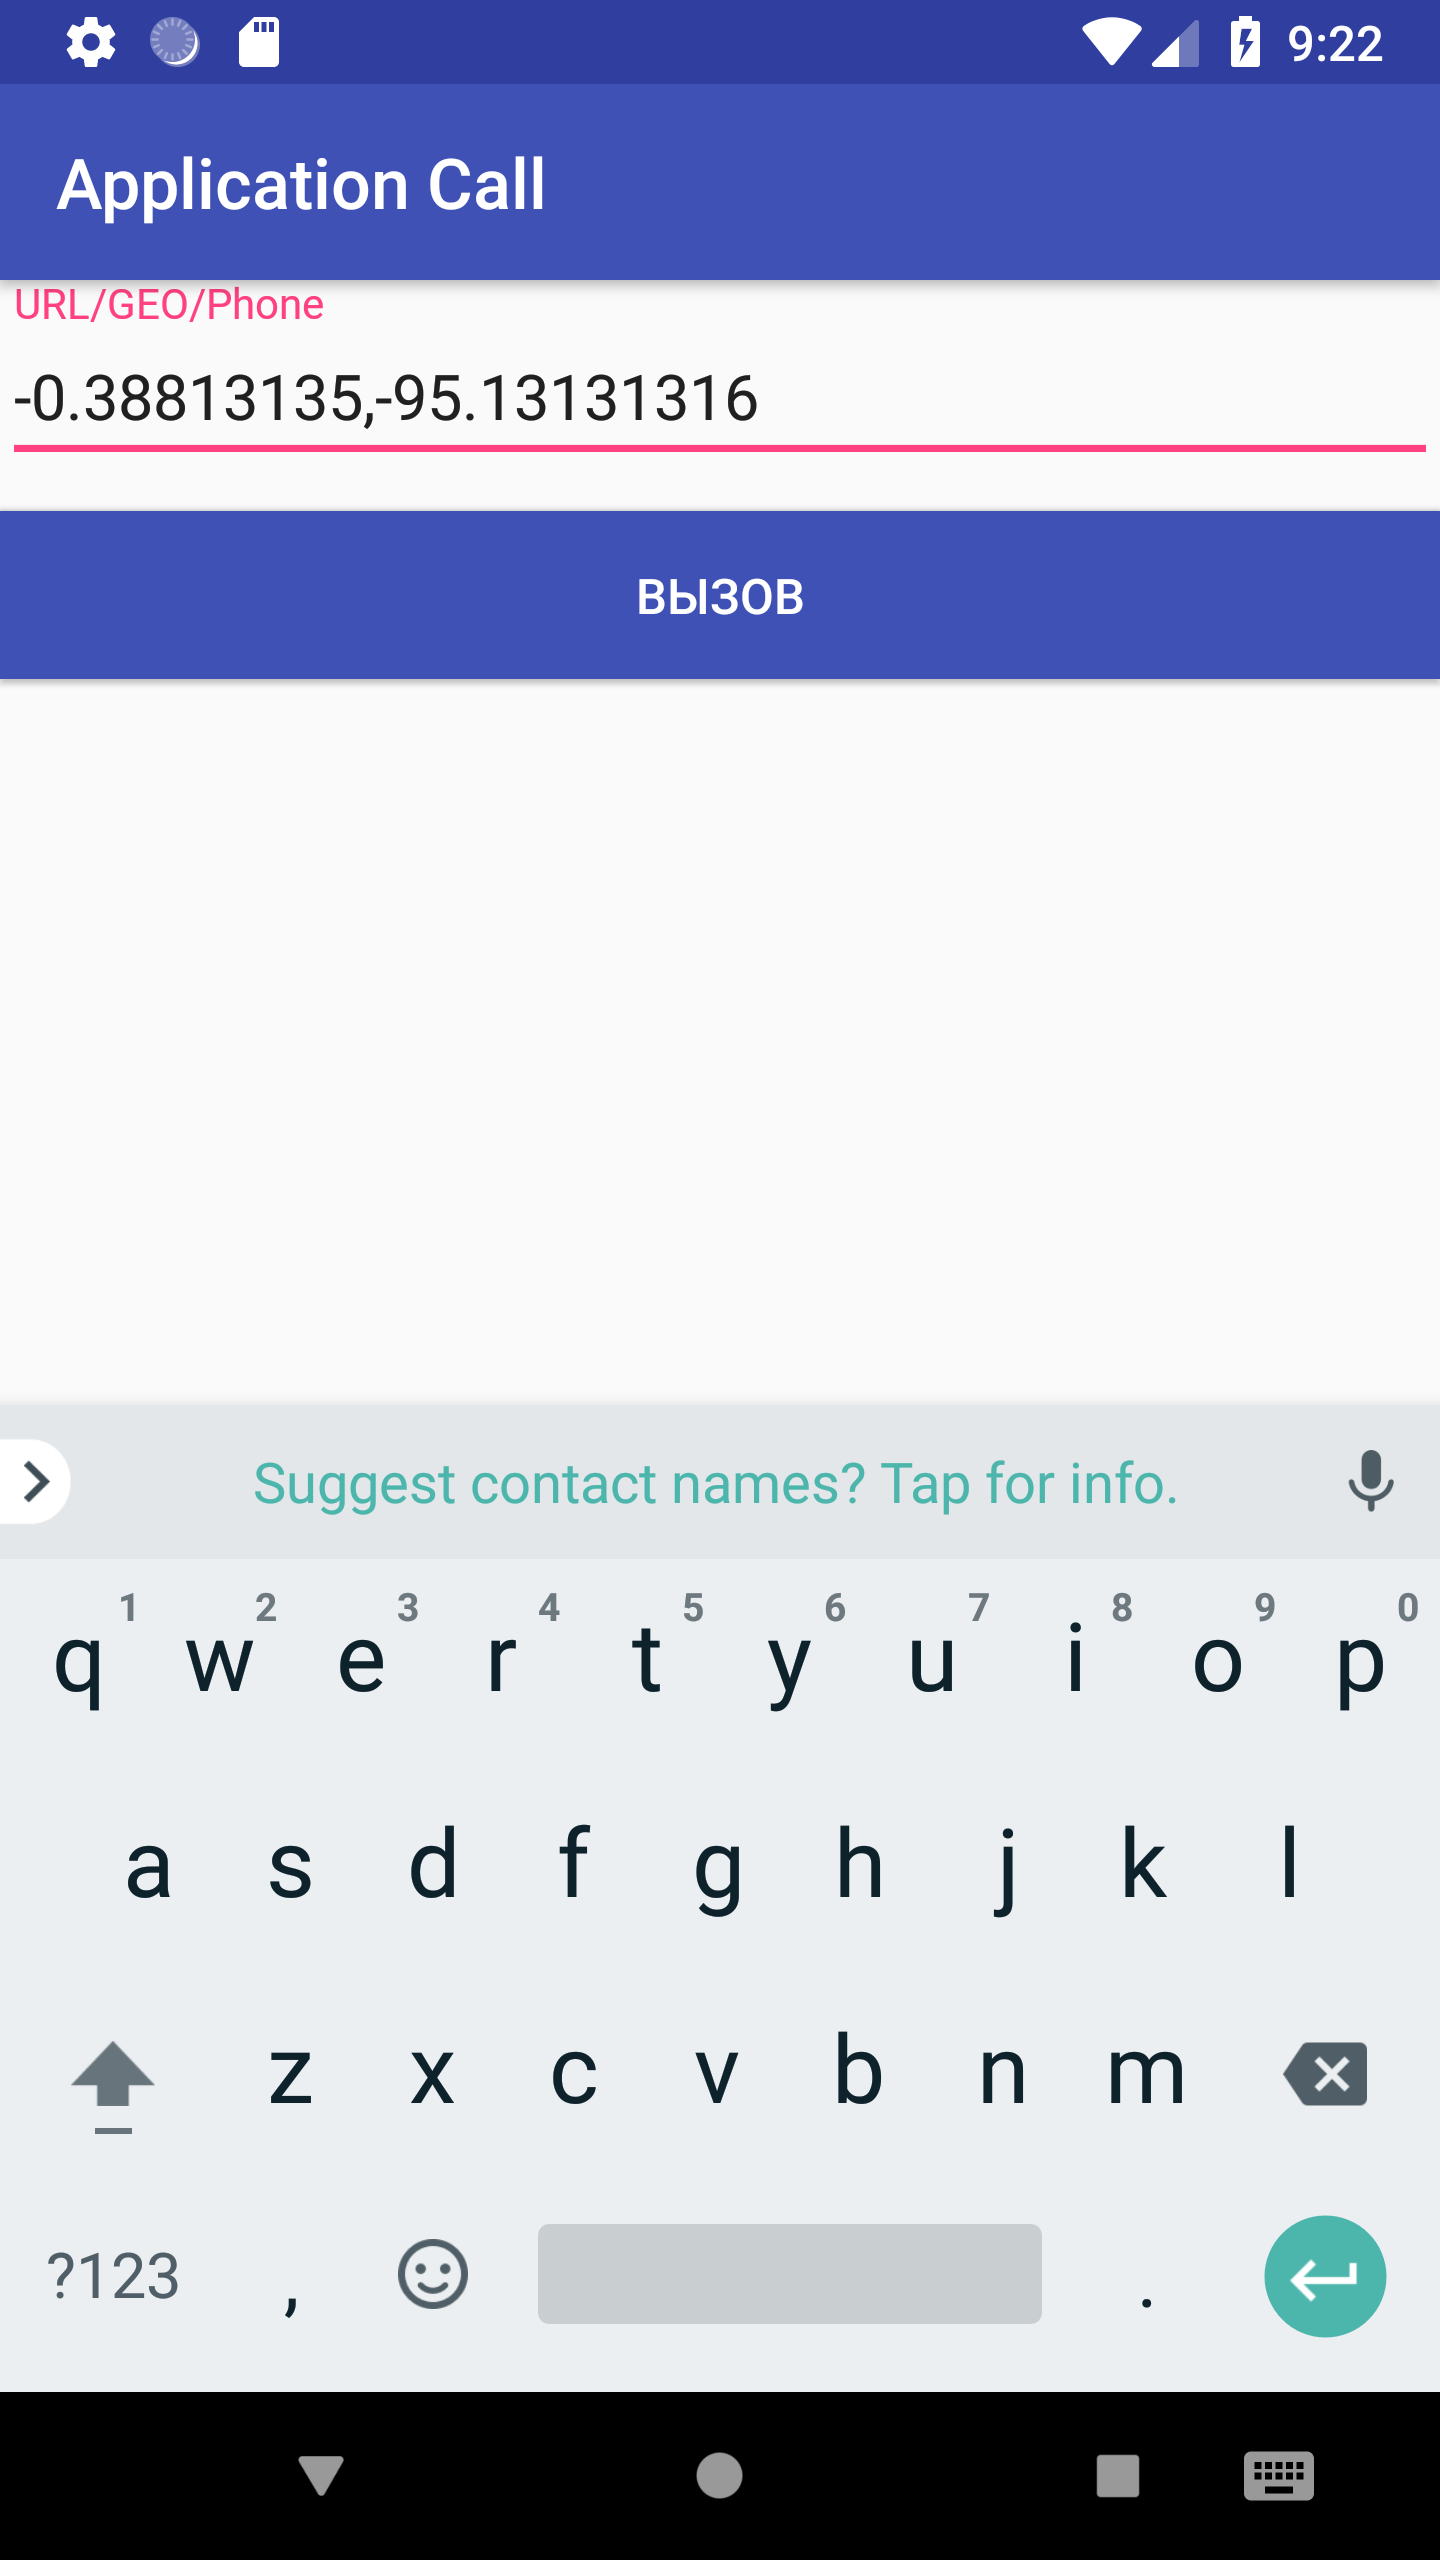 9:22
Application Call
URL/GEO/Phone
-0.38813135,-95.13131316
ВЫЗОВ
Suggest contact names? Tap for info.
1 2 3 4 5 6 7 8 9 0
q w e r t y u i o p
a s d f g h j k l
z x c v b n m
?123 , .